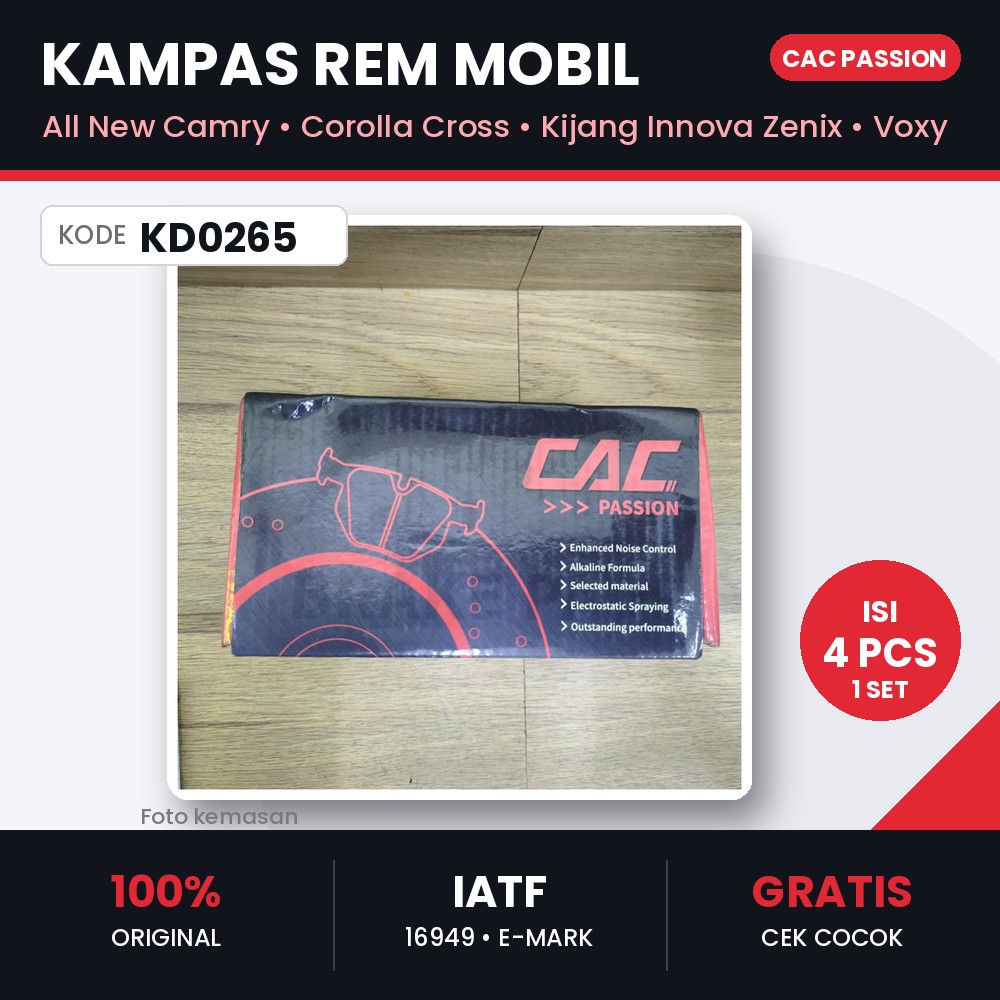 KAMPAS REM MOBIL
CAC PASSION
All New Camry • Corolla Cross • Kijang Innova Zenix • Voxy
KODE KD0265
CAC
>>> PASSION
Enhanced Noise Control
Alkaline Formula
Selected material
Electrostatic Spraying
Outstanding performance
ISI
4 PCS
1 SET
Foto kemasan
100%
ORIGINAL
IATF
16949 • E-MARK
GRATIS
CEK COCOK